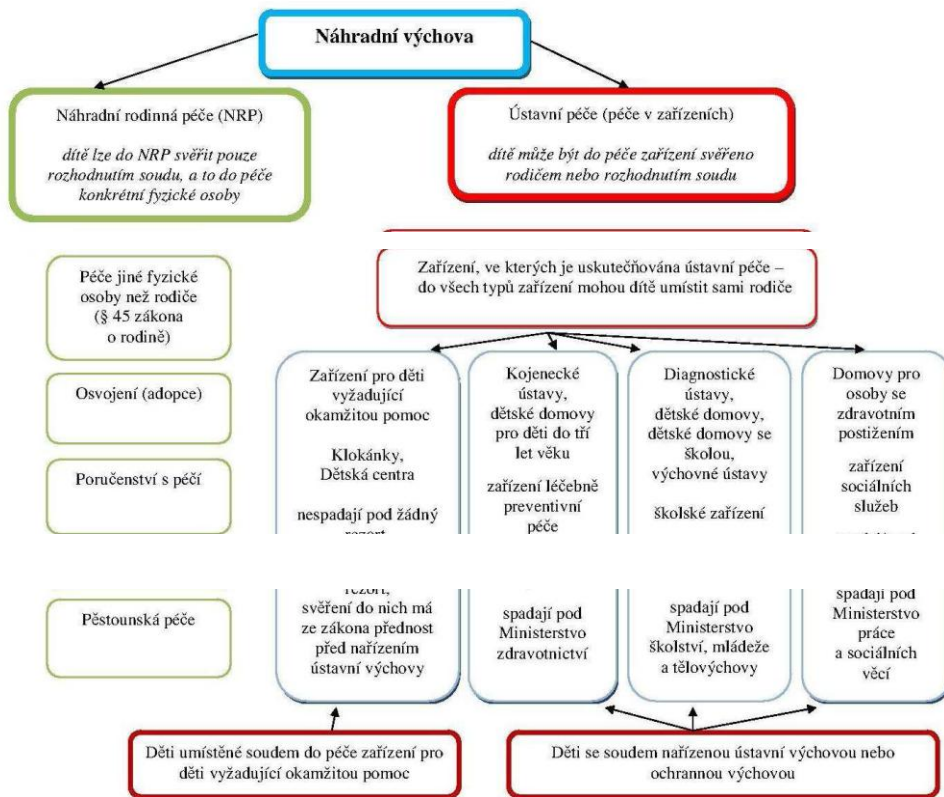 Náhradní výchova
Náhradní rodinná péče (NRP)
dítě lze do NRP svěřit pouze
rozhodnutím soudu, a to do péče
konkrétní fyzické osoby
Ústavní péče (péče v zařízeních)
dítě může být do péče zařízení svěřeno
rodičem nebo rozhodnutím soudu
Péče jiné fyzické
osoby než rodiče
(§ 45 zákona
o rodině)
Osvojení (adopce)
Poručenství s péčí
Pěstounská péče
Zařízení, ve kterých je uskutečňována ústavní péče –
do všech typů zařízení mohou dítě umístit sami rodiče
Zařízení pro děti
vyžadující
okamžitou pomoc
Klokánky,
Dětská centra
nespadají pod žádný
rezort,
svěření do nich má
ze zákona přednost
před nařízením
ústavní výchovy
Kojenecké
ústavy,
dětské domovy
pro děti do tří
let věku
zařízení léčebně
preventivní
péče
spadají pod
Ministerstvo
zdravotnictví
Diagnostické
ústavy,
dětské domovy,
dětské domovy se
školou,
výchovné ústavy
školské zařízení
spadají pod
Ministerstvo
školství, mládeže
a tělovýchovy
Domovy pro
osoby se
zdravotním
postižením
zařízení
sociálních
služeb
spadají pod
Ministerstvo
práce
a sociálních
věcí
Děti umístěné soudem do péče zařízení pro
děti vyžadující okamžitou pomoc
Děti se soudem nařízenou ústavní výchovou nebo
ochrannou výchovou